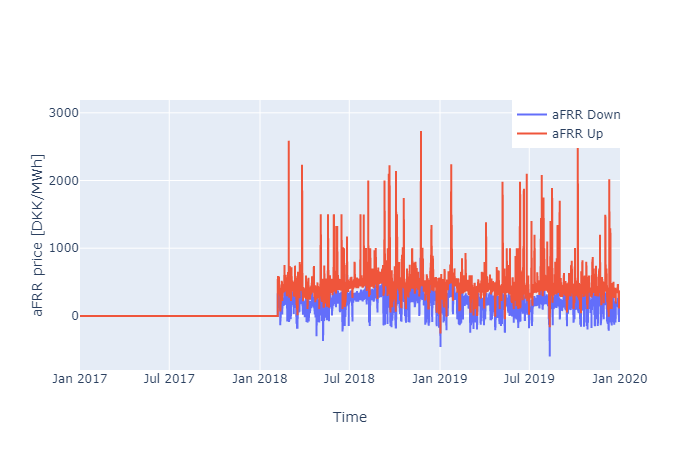 aFRR Down
aFRR Up
3000
2000
1000
0
aFRR price [DKK/MWh]
Jan 2017 Jul 2017 Jan 2018 Jul 2018 Jan 2019 Jul 2019 Jan 2020
Time